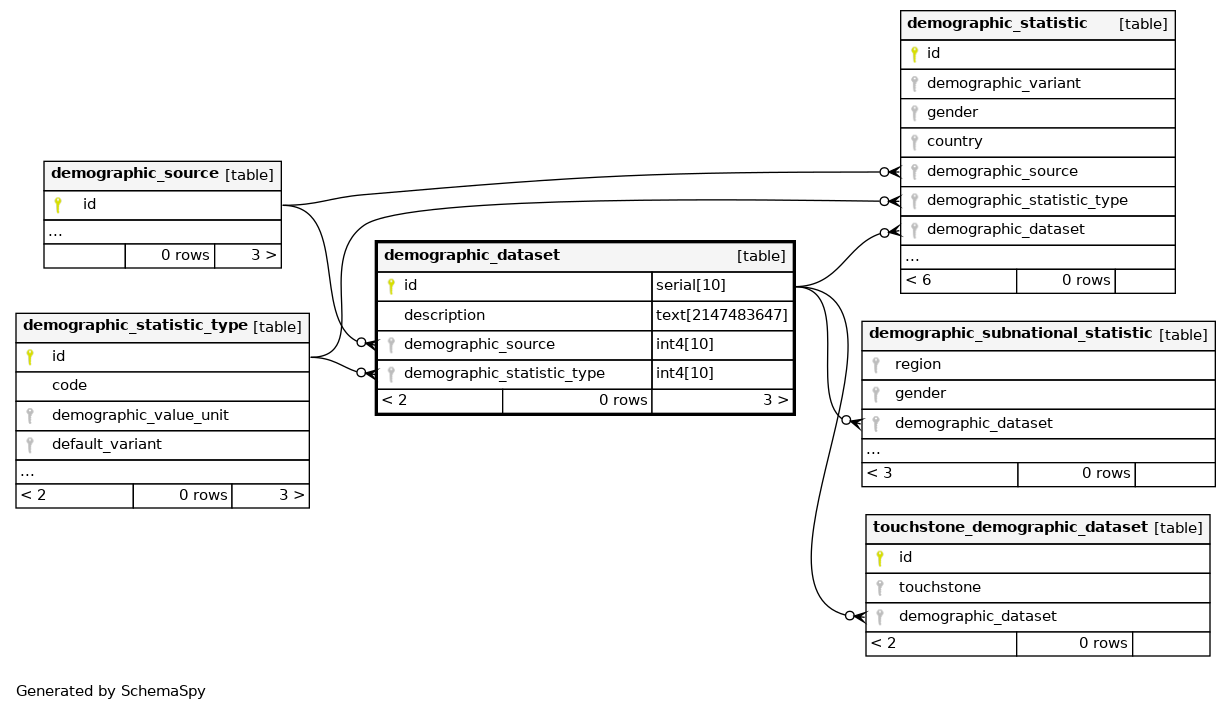 demographic_statistic [table]
id
demographic_variant
gender
country
demographic_source
demographic_statistic_type
demographic_dataset
...
< 6 0 rows
demographic_source [table]
id
...
0 rows 3 >
demographic_dataset [table]
id serial[10]
description text[2147483647]
demographic_source int4[10]
demographic_statistic_type int4[10]
< 2 0 rows 3 >
demographic_statistic_type [table]
id
code
demographic_value_unit
default_variant
...
< 2 0 rows 3 >
demographic_subnational_statistic [table]
region
gender
demographic_dataset
...
< 3 0 rows
touchstone_demographic_dataset [table]
id
touchstone
demographic_dataset
< 2 0 rows
Generated by SchemaSpy